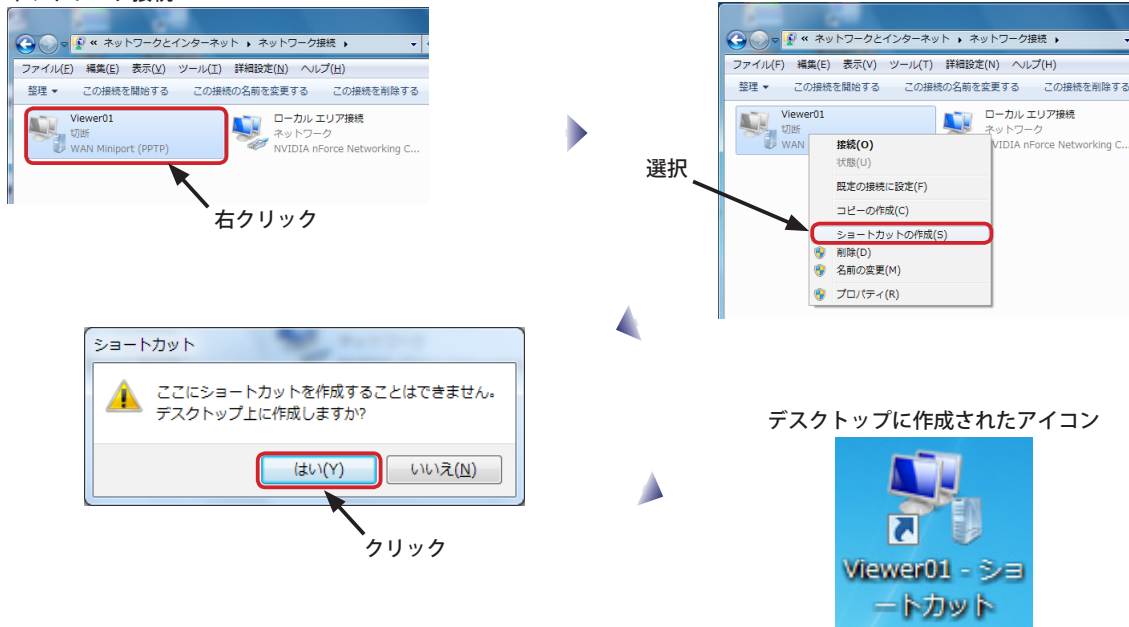 « ネットワークとインターネット ▸ ネットワーク接続 ▸
ファイル(F) 編集(E) 表示(V) ツール(T) 詳細設定(N) ヘルプ(H)
整理 ▼ この接続を開始する この接続の名前を変更する この接続を削除する
Viewer01
切断
WAN Miniport (PPTP)
ローカル エリア接続
ネットワーク
NVIDIA nForce Networking C...
右クリック
« ネットワークとインターネット ▸ ネットワーク接続 ▸
ファイル(F) 編集(E) 表示(V) ツール(T) 詳細設定(N) ヘルプ(H)
整理 ▼ この接続を開始する この接続の名前を変更する この接続を削除する
Viewer01
切断
WAN
ローカル エリア接続
ネットワーク
VIDIA nForce Networking C...
選択
接続(O)
状態(U)
既定の接続に設定(F)
コピーの作成(C)
ショートカットの作成(S)
削除(D)
名前の変更(M)
プロパティ(R)
ショートカット
ここにショートカットを作成することはできません。
デスクトップ上に作成しますか?
はい(Y) いいえ(N)
クリック
デスクトップに作成されたアイコン
Viewer01 - ショ
ートカット